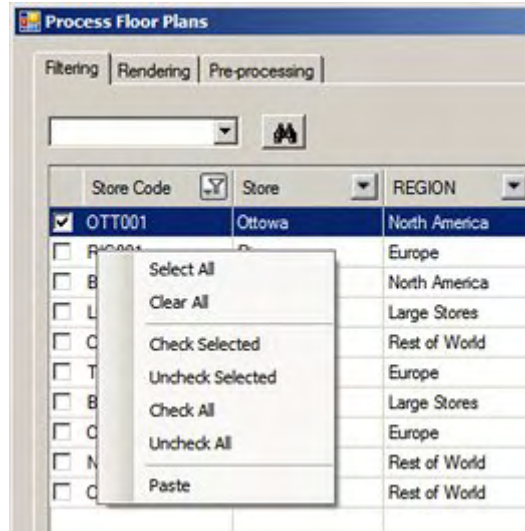 Process Floor Plans
Filtering Rendering Pre-processing
Store Code Store REGION
OTT001 Ottowa North America
Europe
B North America
L Large Stores
C Rest of World
T Europe
B Large Stores
C Europe
N Rest of World
C Rest of World
Select All
Clear All
Check Selected
Uncheck Selected
Check All
Uncheck All
Paste